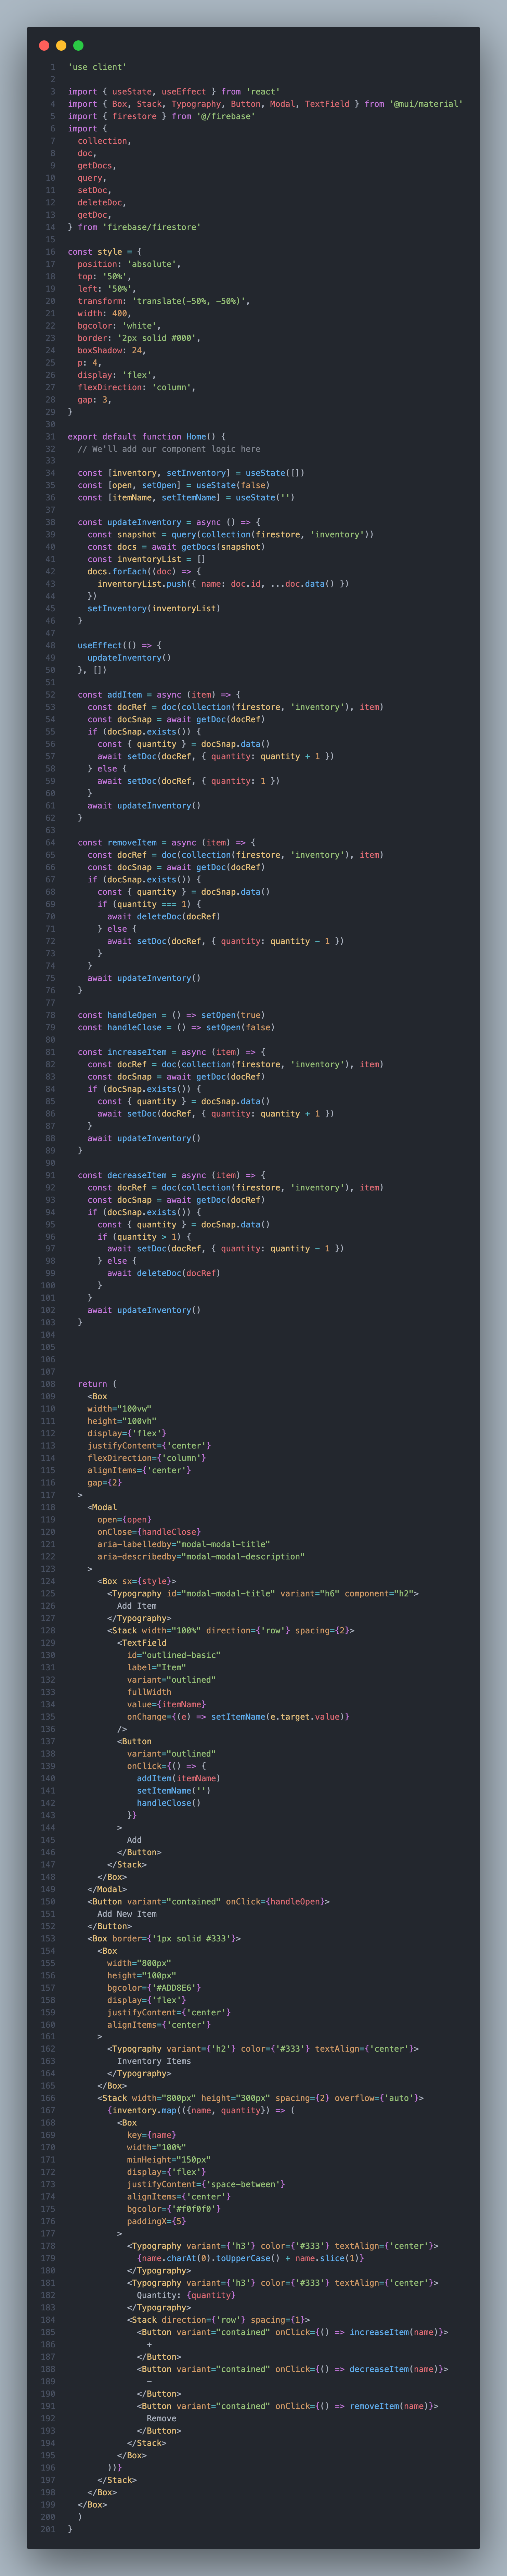 1 'use client'
2
3 import { useState, useEffect } from 'react'
4 import { Box, Stack, Typography, Button, Modal, TextField } from '@mui/material'
5 import { firestore } from '@/firebase'
6 import {
7   collection,
8   doc,
9   getDocs,
10   query,
11   setDoc,
12   deleteDoc,
13   getDoc,
14 } from 'firebase/firestore'
15
16 const style = {
17   position: 'absolute',
18   top: '50%',
19   left: '50%',
20   transform: 'translate(-50%, -50%)',
21   width: 400,
22   bgcolor: 'white',
23   border: '2px solid #000',
24   boxShadow: 24,
25   p: 4,
26   display: 'flex',
27   flexDirection: 'column',
28   gap: 3,
29 }
30
31 export default function Home() {
32   // We'll add our component logic here
33
34   const [inventory, setInventory] = useState([])
35   const [open, setOpen] = useState(false)
36   const [itemName, setItemName] = useState('')
37
38   const updateInventory = async () => {
39     const snapshot = query(collection(firestore, 'inventory'))
40     const docs = await getDocs(snapshot)
41     const inventoryList = []
42     docs.forEach((doc) => {
43       inventoryList.push({ name: doc.id, ...doc.data() })
44     })
45     setInventory(inventoryList)
46   }
47
48   useEffect(() => {
49     updateInventory()
50   }, [])
51
52   const addItem = async (item) => {
53     const docRef = doc(collection(firestore, 'inventory'), item)
54     const docSnap = await getDoc(docRef)
55     if (docSnap.exists()) {
56       const { quantity } = docSnap.data()
57       await setDoc(docRef, { quantity: quantity + 1 })
58     } else {
59       await setDoc(docRef, { quantity: 1 })
60     }
61     await updateInventory()
62   }
63
64   const removeItem = async (item) => {
65     const docRef = doc(collection(firestore, 'inventory'), item)
66     const docSnap = await getDoc(docRef)
67     if (docSnap.exists()) {
68       const { quantity } = docSnap.data()
69       if (quantity === 1) {
70         await deleteDoc(docRef)
71       } else {
72         await setDoc(docRef, { quantity: quantity - 1 })
73       }
74     }
75     await updateInventory()
76   }
77
78   const handleOpen = () => setOpen(true)
79   const handleClose = () => setOpen(false)
80
81   const increaseItem = async (item) => {
82     const docRef = doc(collection(firestore, 'inventory'), item)
83     const docSnap = await getDoc(docRef)
84     if (docSnap.exists()) {
85       const { quantity } = docSnap.data()
86       await setDoc(docRef, { quantity: quantity + 1 })
87     }
88     await updateInventory()
89   }
90
91   const decreaseItem = async (item) => {
92     const docRef = doc(collection(firestore, 'inventory'), item)
93     const docSnap = await getDoc(docRef)
94     if (docSnap.exists()) {
95       const { quantity } = docSnap.data()
96       if (quantity > 1) {
97         await setDoc(docRef, { quantity: quantity - 1 })
98       } else {
99         await deleteDoc(docRef)
100       }
101     }
102     await updateInventory()
103   }
104
105
106
107
108   return (
109     <Box
110     width="100vw"
111     height="100vh"
112     display={'flex'}
113     justifyContent={'center'}
114     flexDirection={'column'}
115     alignItems={'center'}
116     gap={2}
117   >
118     <Modal
119       open={open}
120       onClose={handleClose}
121       aria-labelledby="modal-modal-title"
122       aria-describedby="modal-modal-description"
123     >
124       <Box sx={style}>
125         <Typography id="modal-modal-title" variant="h6" component="h2">
126           Add Item
127         </Typography>
128         <Stack width="100%" direction={'row'} spacing={2}>
129           <TextField
130             id="outlined-basic"
131             label="Item"
132             variant="outlined"
133             fullWidth
134             value={itemName}
135             onChange={(e) => setItemName(e.target.value)}
136           />
137           <Button
138             variant="outlined"
139             onClick={() => {
140               addItem(itemName)
141               setItemName('')
142               handleClose()
143             }}
144           >
145             Add
146           </Button>
147         </Stack>
148       </Box>
149     </Modal>
150     <Button variant="contained" onClick={handleOpen}>
151       Add New Item
152     </Button>
153     <Box border={'1px solid #333'}>
154       <Box
155         width="800px"
156         height="100px"
157         bgcolor={'#ADD8E6'}
158         display={'flex'}
159         justifyContent={'center'}
160         alignItems={'center'}
161       >
162         <Typography variant={'h2'} color={'#333'} textAlign={'center'}>
163           Inventory Items
164         </Typography>
165       </Box>
166       <Stack width="800px" height="300px" spacing={2} overflow={'auto'}>
167         {inventory.map(({name, quantity}) => (
168           <Box
169             key={name}
170             width="100%"
171             minHeight="150px"
172             display={'flex'}
173             justifyContent={'space-between'}
174             alignItems={'center'}
175             bgcolor={'#f0f0f0'}
176             paddingX={5}
177           >
178             <Typography variant={'h3'} color={'#333'} textAlign={'center'}>
179               {name.charAt(0).toUpperCase() + name.slice(1)}
180             </Typography>
181             <Typography variant={'h3'} color={'#333'} textAlign={'center'}>
182               Quantity: {quantity}
183             </Typography>
184             <Stack direction={'row'} spacing={1}>
185               <Button variant="contained" onClick={() => increaseItem(name)}>
186                 +
187               </Button>
188               <Button variant="contained" onClick={() => decreaseItem(name)}>
189                 -
190               </Button>
191               <Button variant="contained" onClick={() => removeItem(name)}>
192                 Remove
193               </Button>
194             </Stack>
195           </Box>
196         ))}
197       </Stack>
198     </Box>
199   </Box>
200   )
201 }